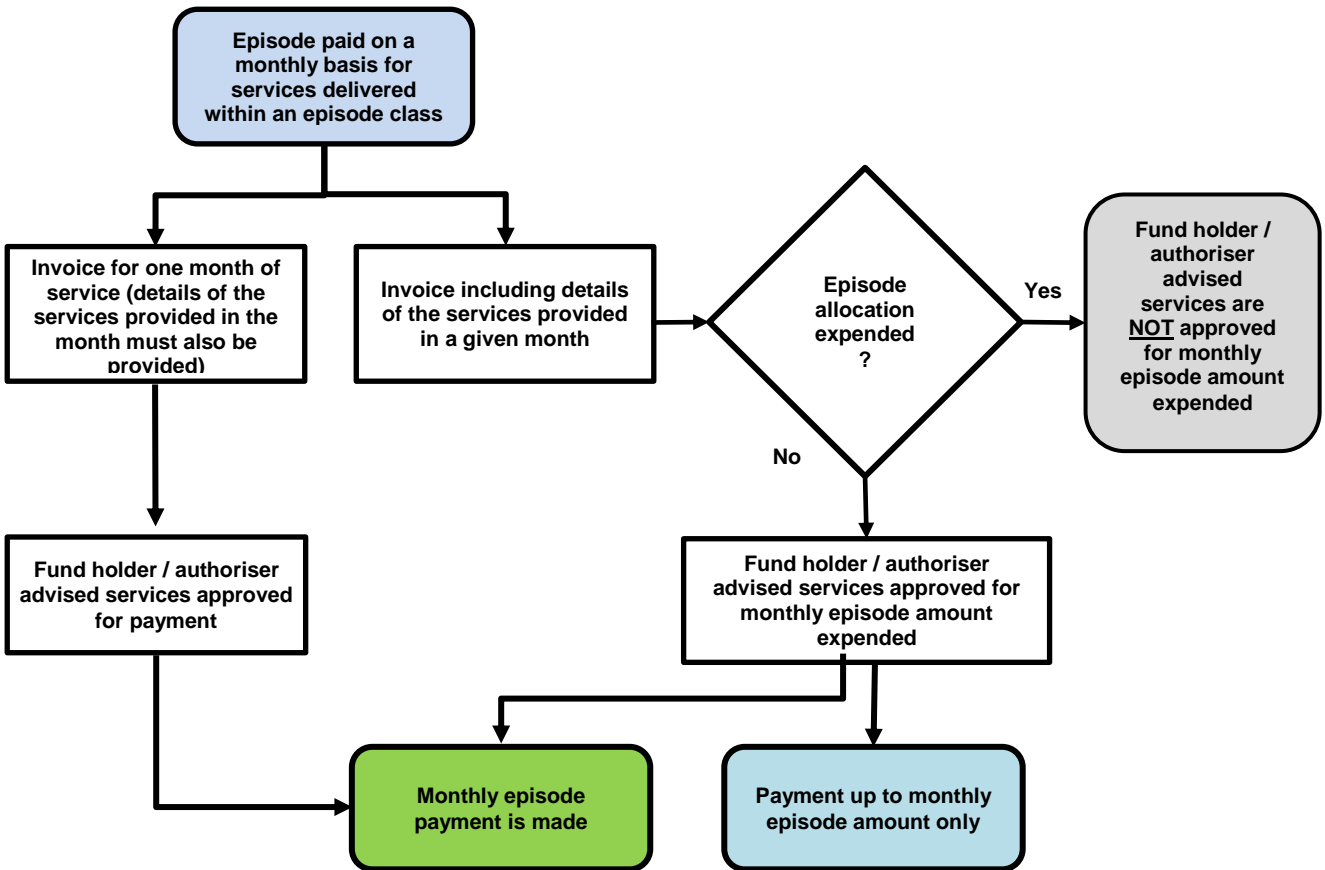 Episode paid on a
monthly basis for
services delivered
within an episode class
Invoice for one month of
service (details of the
services provided in the
month must also be
provided)
Invoice including details
of the services provided
in a given month
Episode
allocation
expended
?
Yes
Fund holder /
authoriser
advised
services are
NOT approved
for monthly
episode amount
expended
No
Fund holder / authoriser
advised services approved
for payment
Fund holder / authoriser
advised services approved for
monthly episode amount
expended
Monthly episode
payment is made
Payment up to monthly
episode amount only